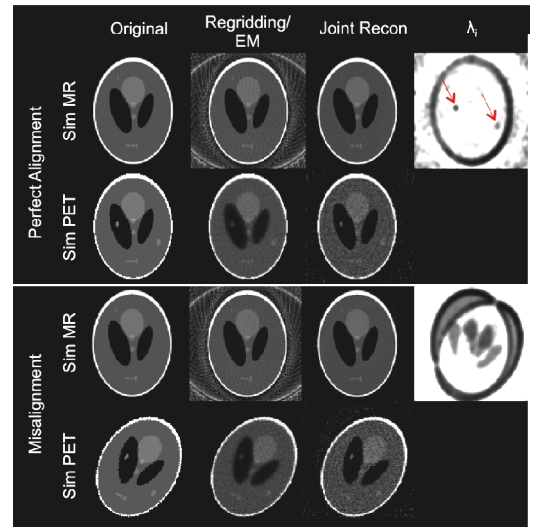 Original
Regridding/
EM
Joint Recon
λi
Perfect Alignment
Sim MR
Sim PET
Misalignment
Sim MR
Sim PET